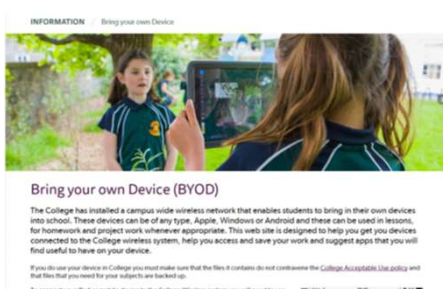 INFORMATION / Bring your own Device
Bring your own Device (BYOD)
The College has installed a campus wide wireless network that enables students to bring in their own devices
into school. These devices can be of any type, Apple, Windows or Android and these can be used in lessons,
for homework and project work whenever appropriate. This web site is designed to help you get you devices
connected to the College wireless system, help you access and save your work and suggest apps that you will
find useful to have on your device.
If you do use your device in College you must make sure that the files it contains do not contravene the College Acceptable Use policy and
that files that you need for your subjects are backed up.